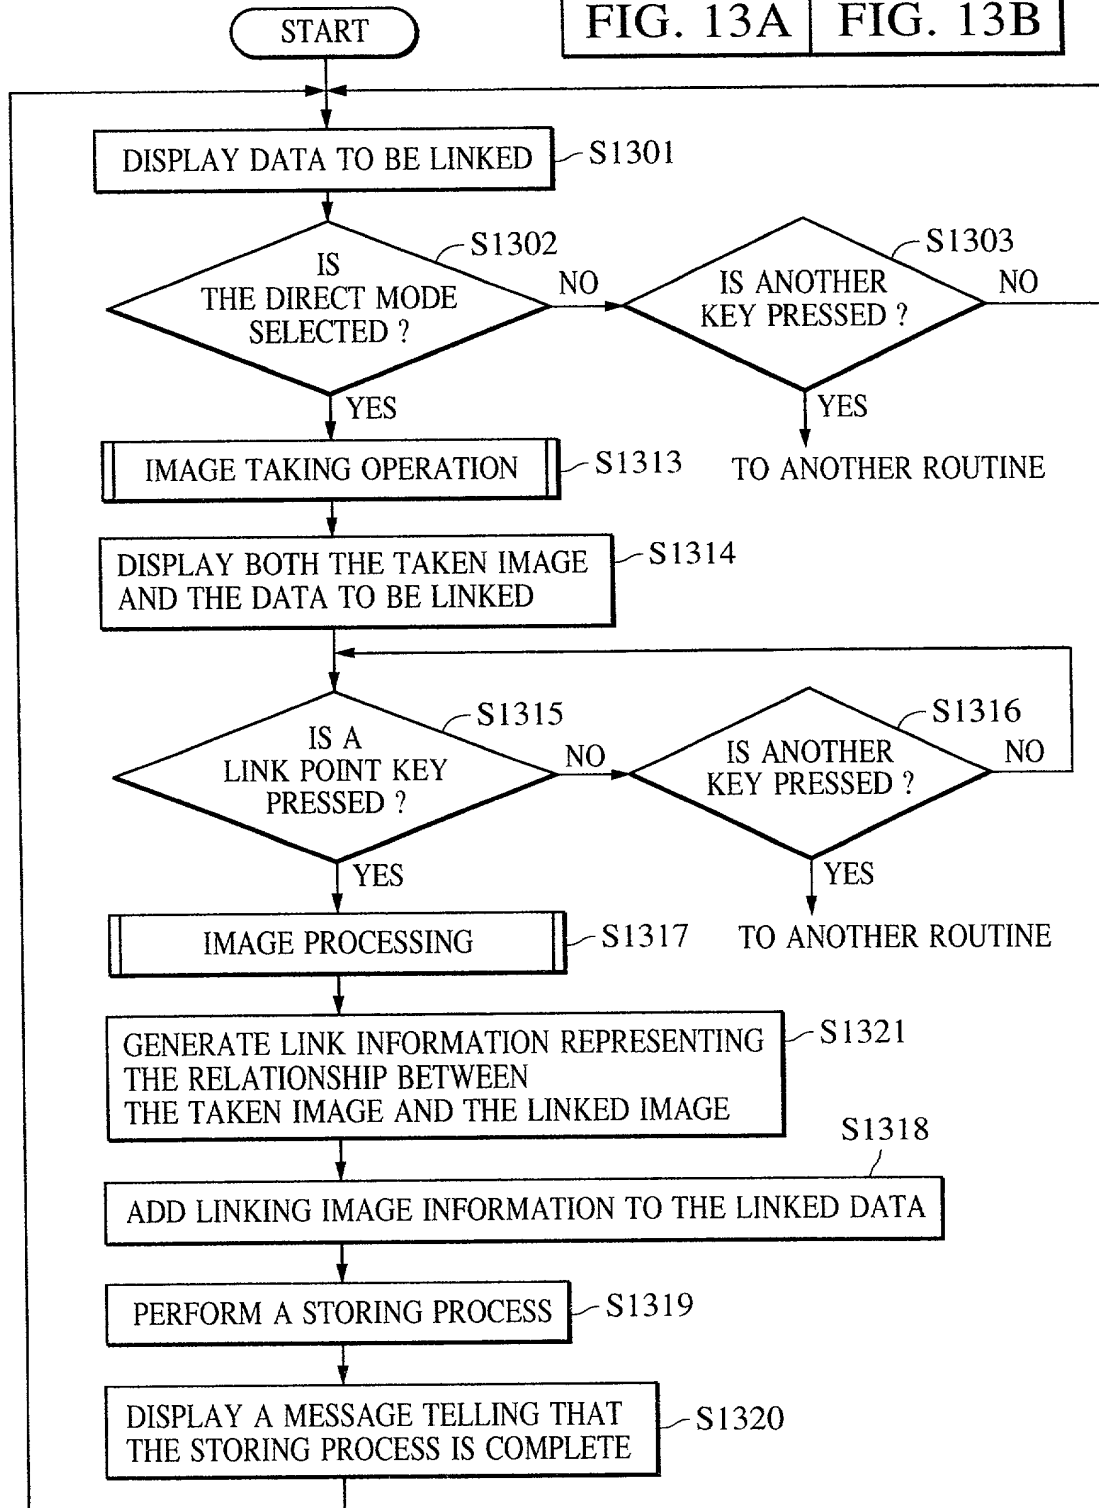 START
FIG. 13A FIG. 13B
DISPLAY DATA TO BE LINKED
S1301
IS
THE DIRECT MODE
SELECTED ?
S1302
NO
IS ANOTHER
KEY PRESSED ?
S1303
NO
YES
YES
TO ANOTHER ROUTINE
IMAGE TAKING OPERATION
S1313
DISPLAY BOTH THE TAKEN IMAGE
AND THE DATA TO BE LINKED
S1314
IS A
LINK POINT KEY
PRESSED ?
S1315
NO
IS ANOTHER
KEY PRESSED ?
S1316
NO
YES
YES
TO ANOTHER ROUTINE
IMAGE PROCESSING
S1317
GENERATE LINK INFORMATION REPRESENTING
THE RELATIONSHIP BETWEEN
THE TAKEN IMAGE AND THE LINKED IMAGE
S1321
S1318
ADD LINKING IMAGE INFORMATION TO THE LINKED DATA
PERFORM A STORING PROCESS
S1319
DISPLAY A MESSAGE TELLING THAT
THE STORING PROCESS IS COMPLETE
S1320